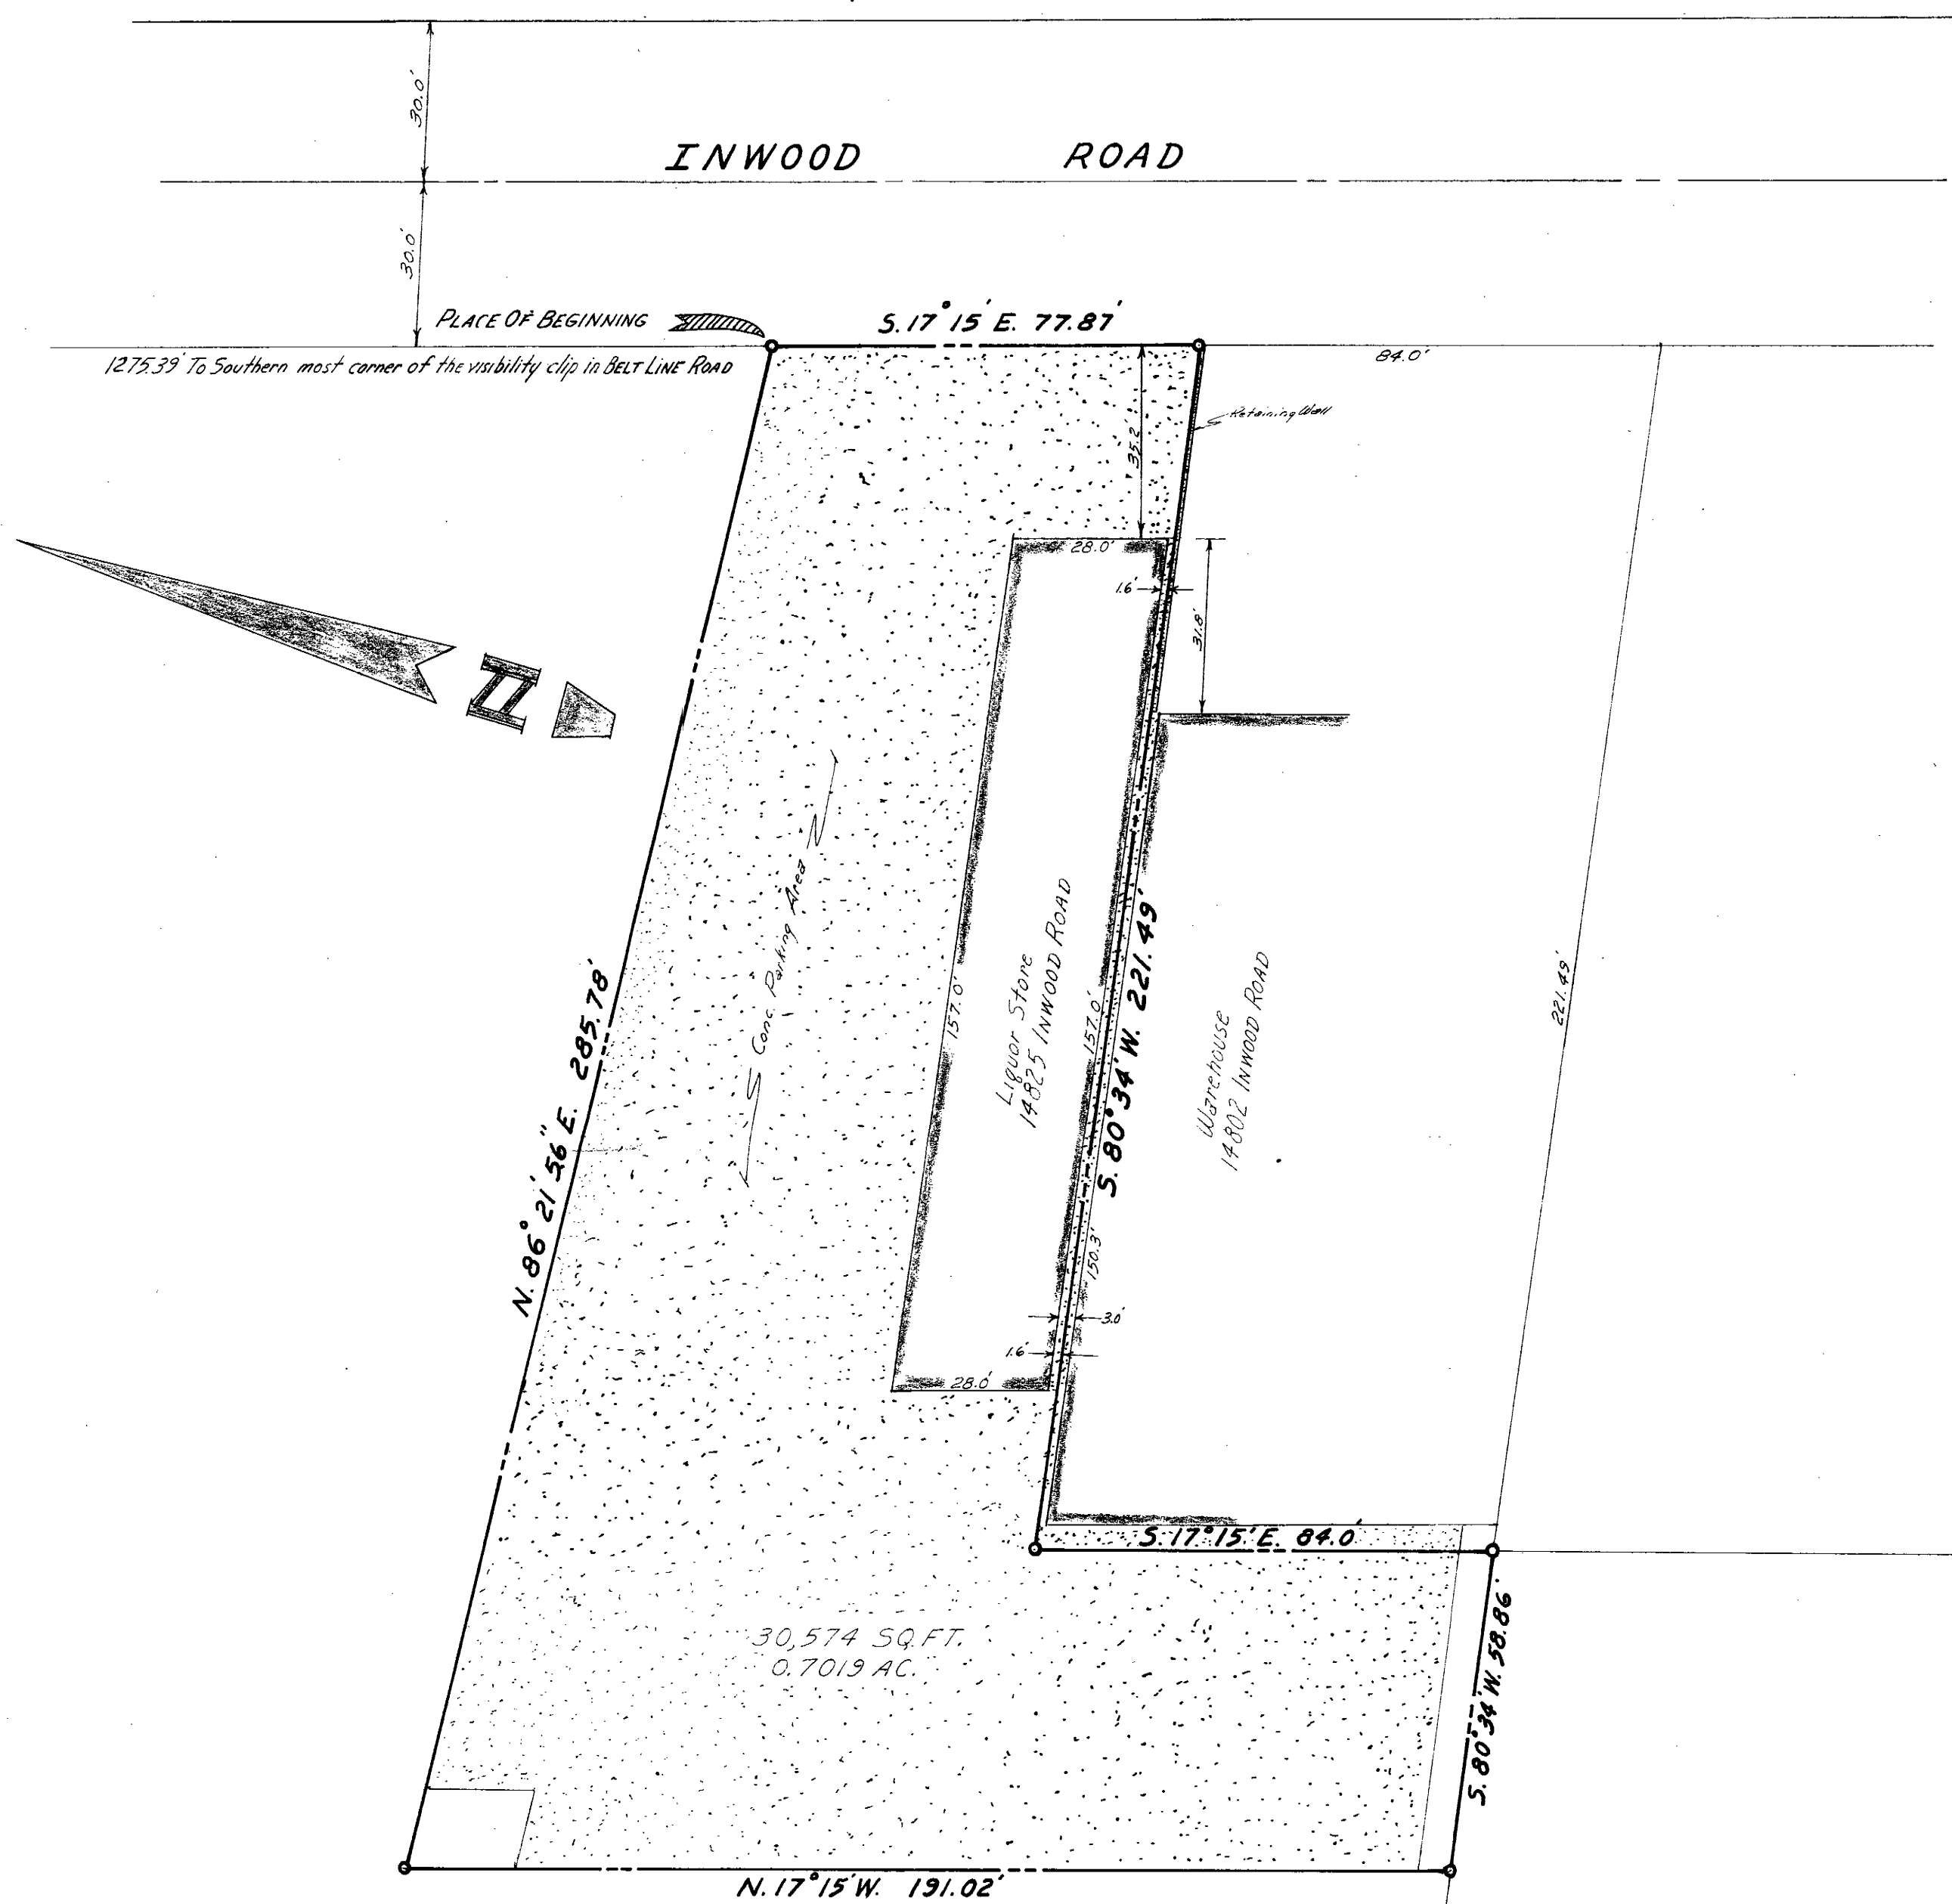 30.0'
INWOOD ROAD
30.0'
PLACE OF BEGINNING
S. 17° 15' E. 77.87'
1275.39' To Southern most corner of the visibility clip in BELT LINE ROAD
84.0'
Retaining Wall
35.2'
28.0'
1.6'
31.8'
N
Conc. Parking Area
157.0'
Liquor Store
14825 INWOOD ROAD
157.0'
S. 80° 34' W. 221.49'
Warehouse
14802 INWOOD ROAD
221.49'
N. 86° 21' 56" E. 285.78'
150.3'
3.0'
1.6'
28.0'
S. 17° 15' E. 84.0'
30,574 SQ.FT.
0.7019 AC.
S. 80° 34' W. 58.86'
N. 17° 15' W. 191.02'